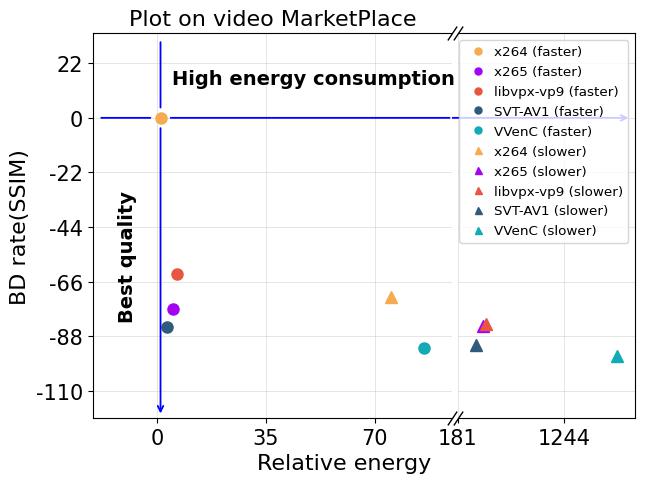 Plot on video MarketPlace
High energy consumption
x264 (faster)
x265 (faster)
libvpx-vp9 (faster)
SVT-AV1 (faster)
VVenC (faster)
x264 (slower)
x265 (slower)
libvpx-vp9 (slower)
SVT-AV1 (slower)
VVenC (slower)
Best quality
BD rate(SSIM)
22
0
-22
-44
-66
-88
-110
0
35
70
181
1244
Relative energy